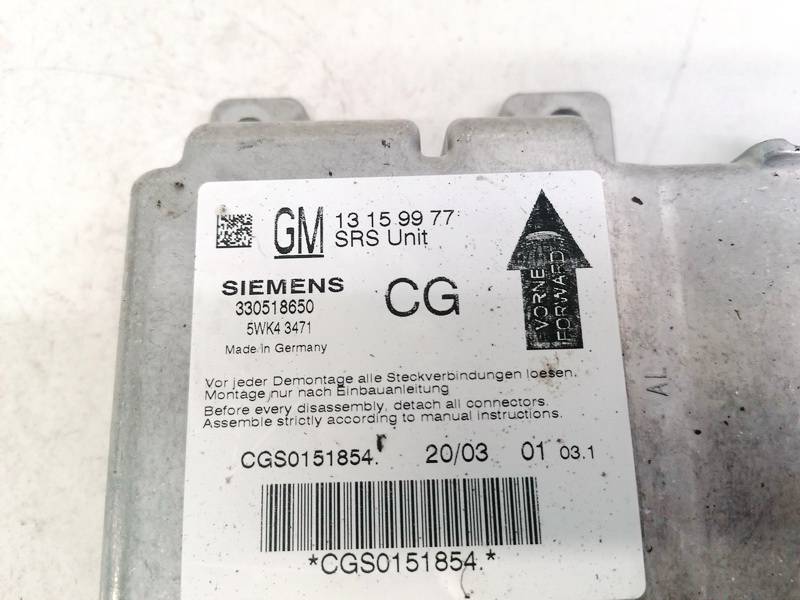 GM 13 15 99 77
SRS Unit
SIEMENS
330518650
5WK4 3471
Made in Germany
CG
VORNE
FORWARD
Vor jeder Demontage alle Steckverbindungen loesen.
Montage nur nach Einbauanleitung
Before every disassembly, detach all connectors.
Assemble strictly according to manual instructions.
CGS0151854. 20/03 01 03.1
*CGS0151854.*
AL